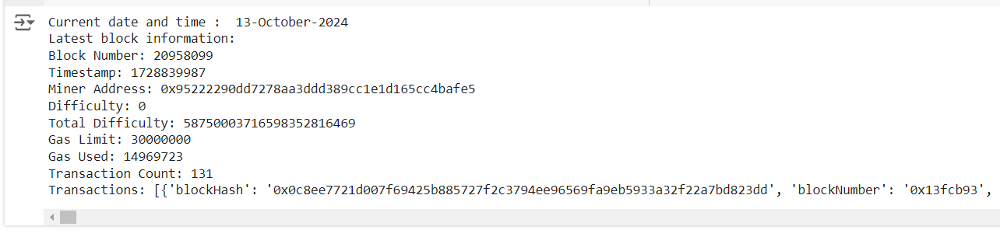 Current date and time :  13-October-2024
Latest block information:
Block Number: 20958099
Timestamp: 1728839987
Miner Address: 0x95222290dd7278aa3ddd389cc1e1d165cc4bafe5
Difficulty: 0
Total Difficulty: 58750003716598352816469
Gas Limit: 30000000
Gas Used: 14969723
Transaction Count: 131
Transactions: [{'blockHash': '0x0c8ee7721d007f69425b885727f2c3794ee96569fa9eb5933a32f22a7bd823dd', 'blockNumber': '0x13fcb93',